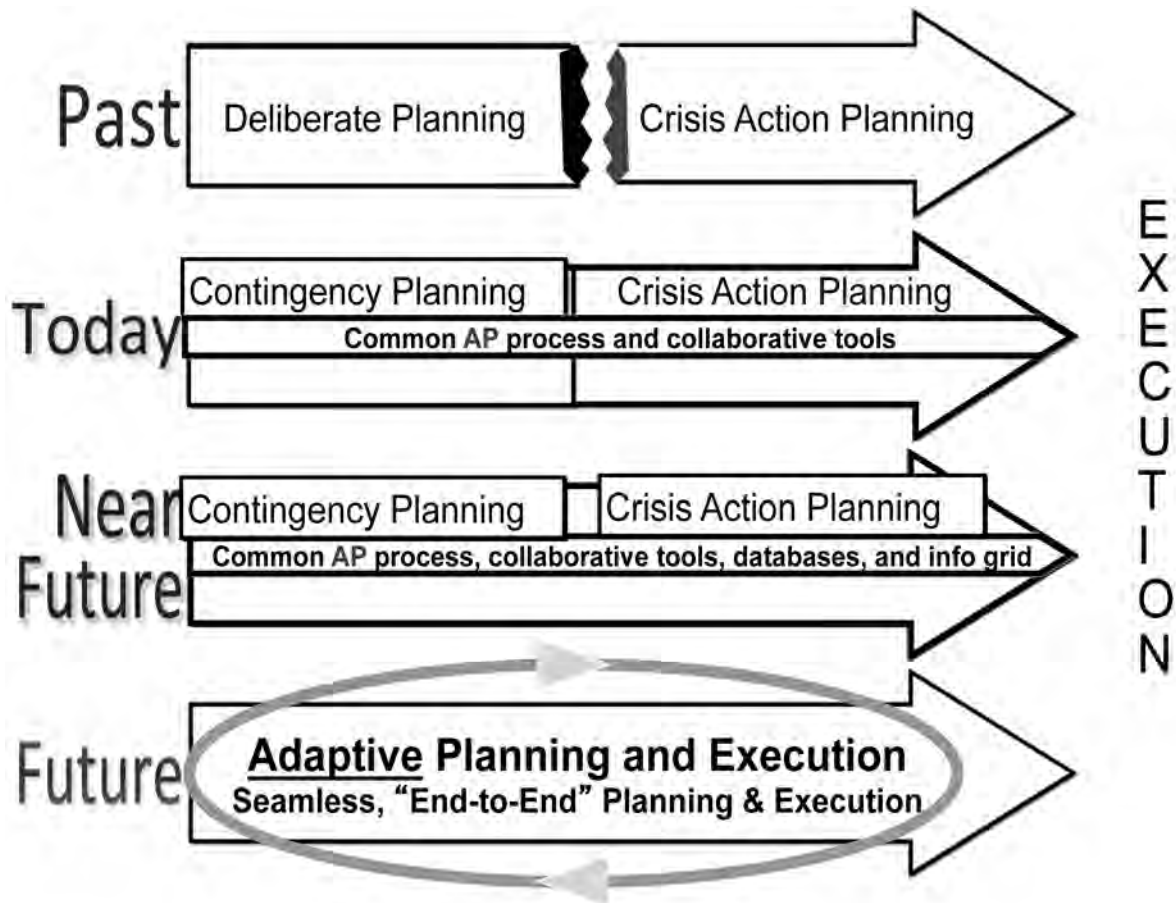 Past
Deliberate Planning
Crisis Action Planning
Today
Contingency Planning
Crisis Action Planning
Common AP process and collaborative tools
Near
Future
Contingency Planning
Crisis Action Planning
Common AP process, collaborative tools, databases, and info grid
Future
Adaptive Planning and Execution
Seamless, “End-to-End” Planning & Execution
EXECUTION